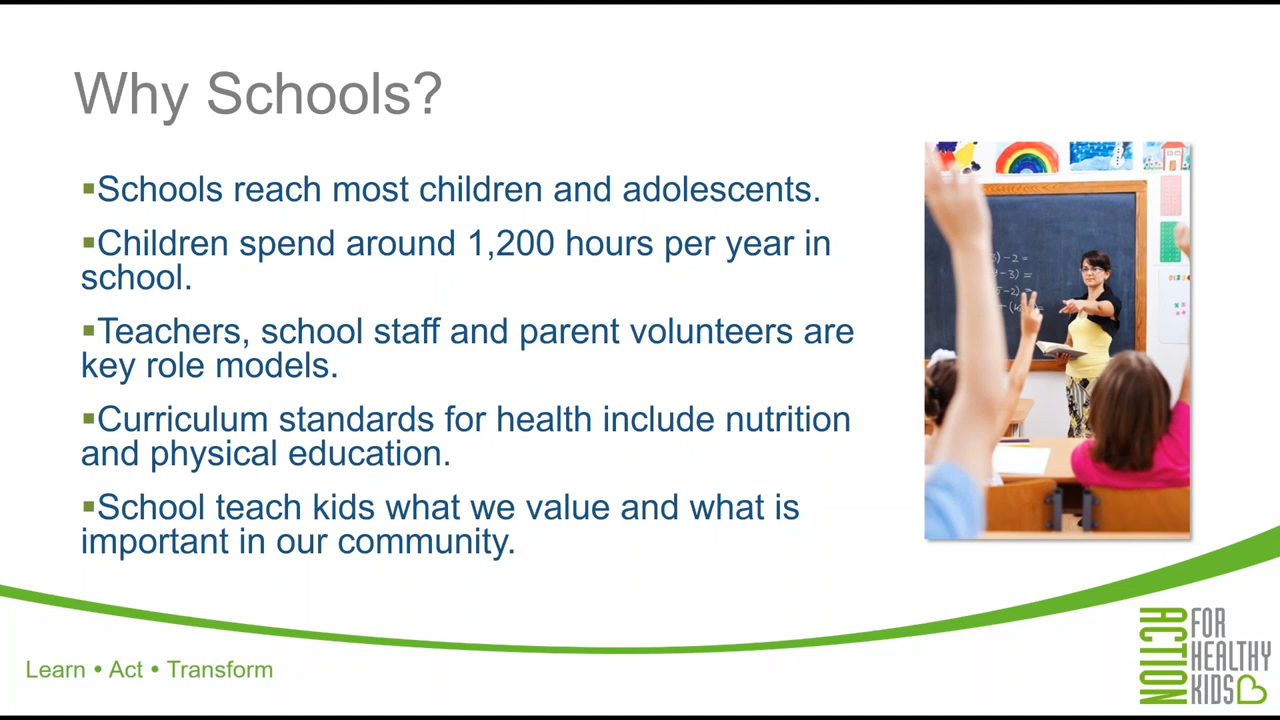 Why Schools?
▪Schools reach most children and adolescents.
▪Children spend around 1,200 hours per year in
school.
▪Teachers, school staff and parent volunteers are
key role models.
▪Curriculum standards for health include nutrition
and physical education.
▪School teach kids what we value and what is
important in our community.
Learn • Act • Transform
ACTION
FOR
HEALTHY
KIDS